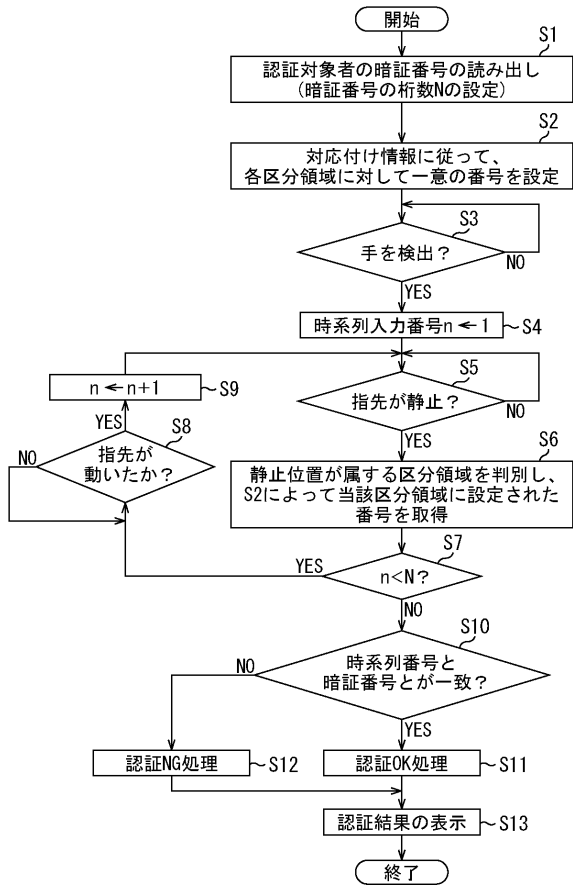 開始
S1
認証対象者の暗証番号の読み出し
(暗証番号の桁数Nの設定)
S2
対応付け情報に従って、
各区分領域に対して一意の番号を設定
S3
手を検出?
NO
YES
時系列入力番号n←1
S4
n←n+1
S9
S5
指先が静止?
NO
YES
YES
S8
指先が
動いたか?
NO
S6
静止位置が属する区分領域を判別し、
S2によって当該区分領域に設定された
番号を取得
S7
n<N?
YES
NO
S10
時系列番号と
暗証番号とが一致?
NO
YES
認証NG処理
S12
認証OK処理
S11
認証結果の表示
S13
終了